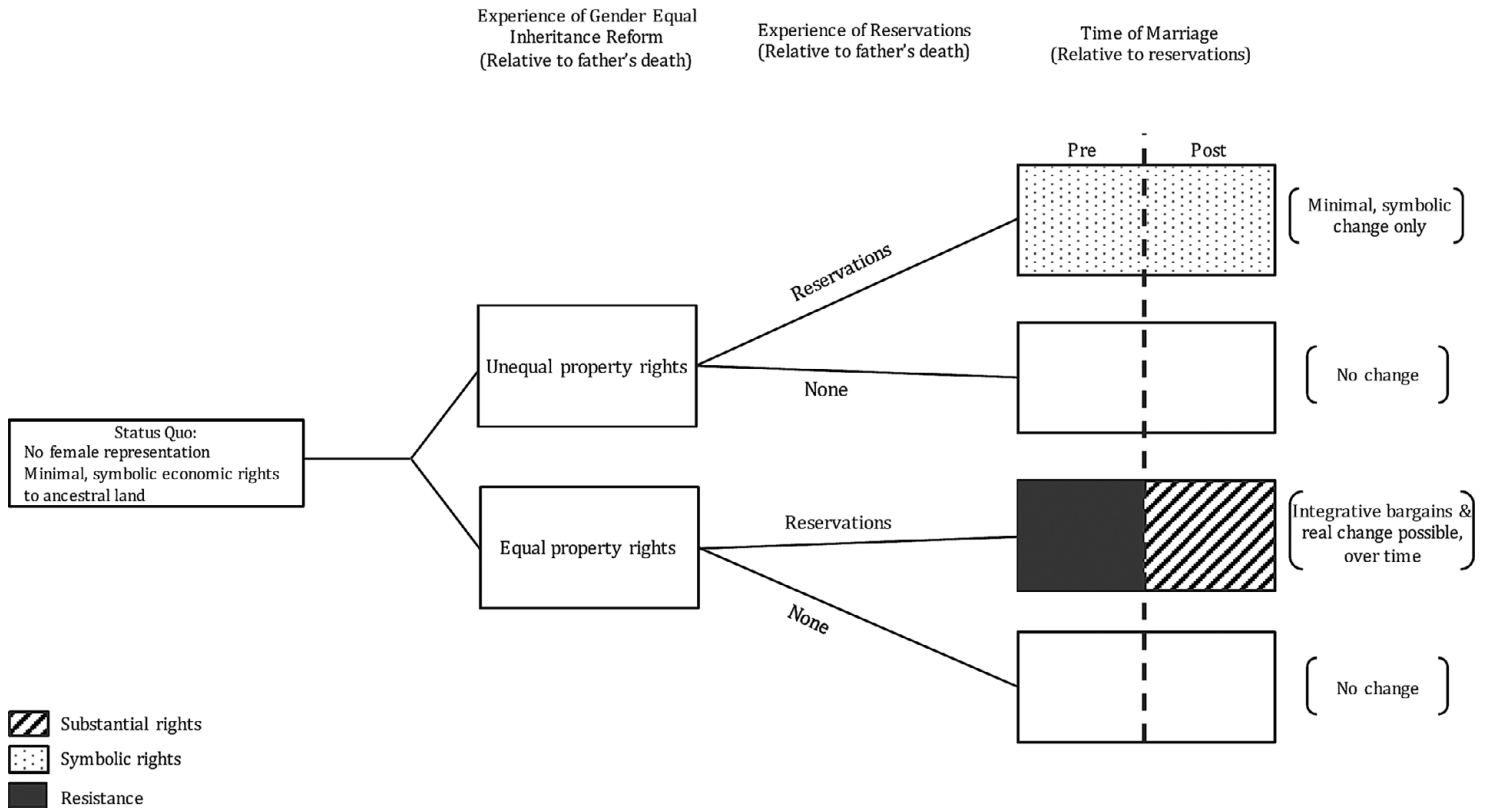 Experience of Gender Equal
Inheritance Reform
(Relative to father's death)
Experience of Reservations
(Relative to father's death)
Time of Marriage
(Relative to reservations)
Pre
Post
Reservations
Minimal, symbolic
change only
Unequal property rights
None
No change
Status Quo:
No female representation
Minimal, symbolic economic rights
to ancestral land
Equal property rights
Reservations
Integrative bargains &
real change possible,
over time
None
No change
Substantial rights
Symbolic rights
Resistance